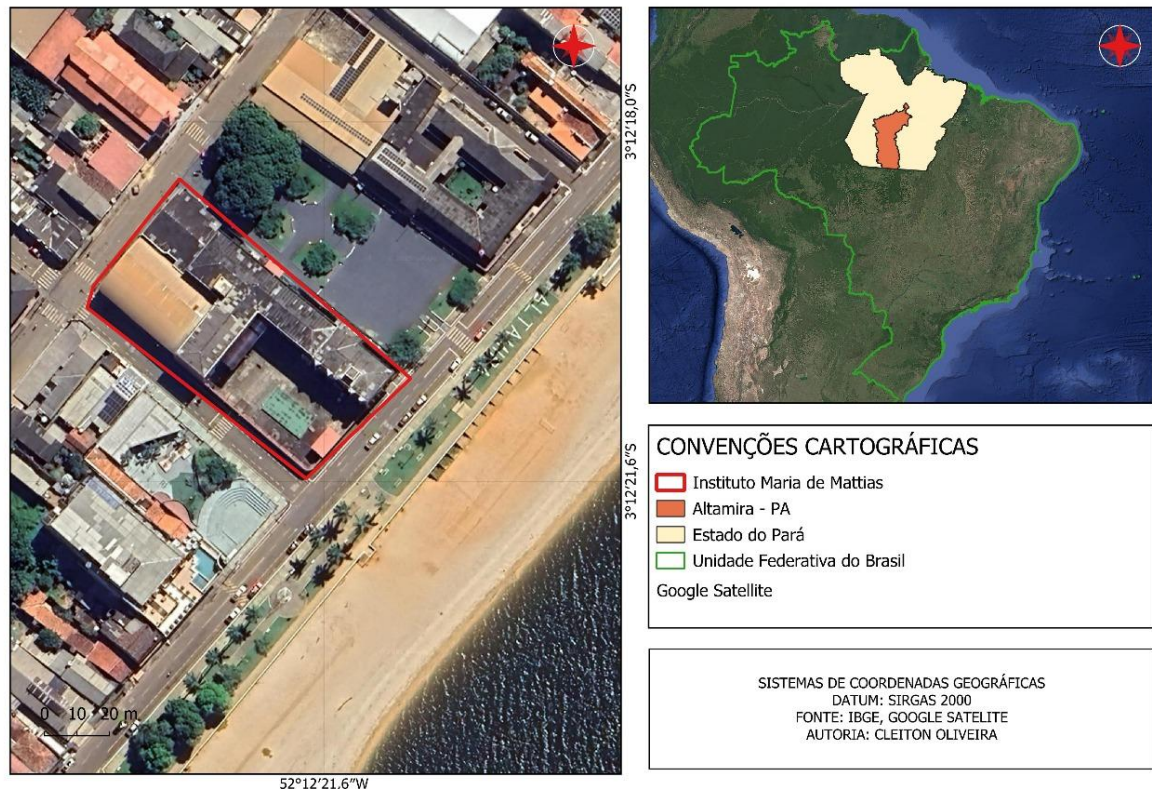 3°12'18,0"S
3°12'21,6"S
52°12'21,6"W
0 10 20 m
ALTAMIRA
CONVENÇÕES CARTOGRÁFICAS
Instituto Maria de Mattias
Altamira - PA
Estado do Pará
Unidade Federativa do Brasil
Google Satellite
SISTEMAS DE COORDENADAS GEOGRÁFICAS
DATUM: SIRGAS 2000
FONTE: IBGE, GOOGLE SATELITE
AUTORIA: CLEITON OLIVEIRA